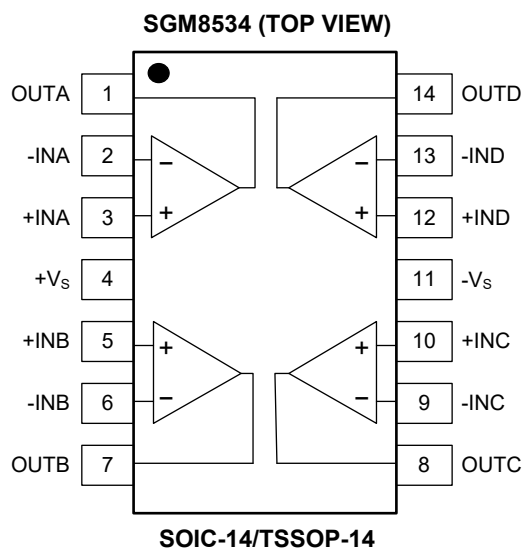 SGM8534 (TOP VIEW)
OUTA 1 14 OUTD
-INA 2 − − 13 -IND
+INA 3 + + 12 +IND
+VS 4 11 -VS
+INB 5 + + 10 +INC
-INB 6 − − 9 -INC
OUTB 7 8 OUTC
SOIC-14/TSSOP-14